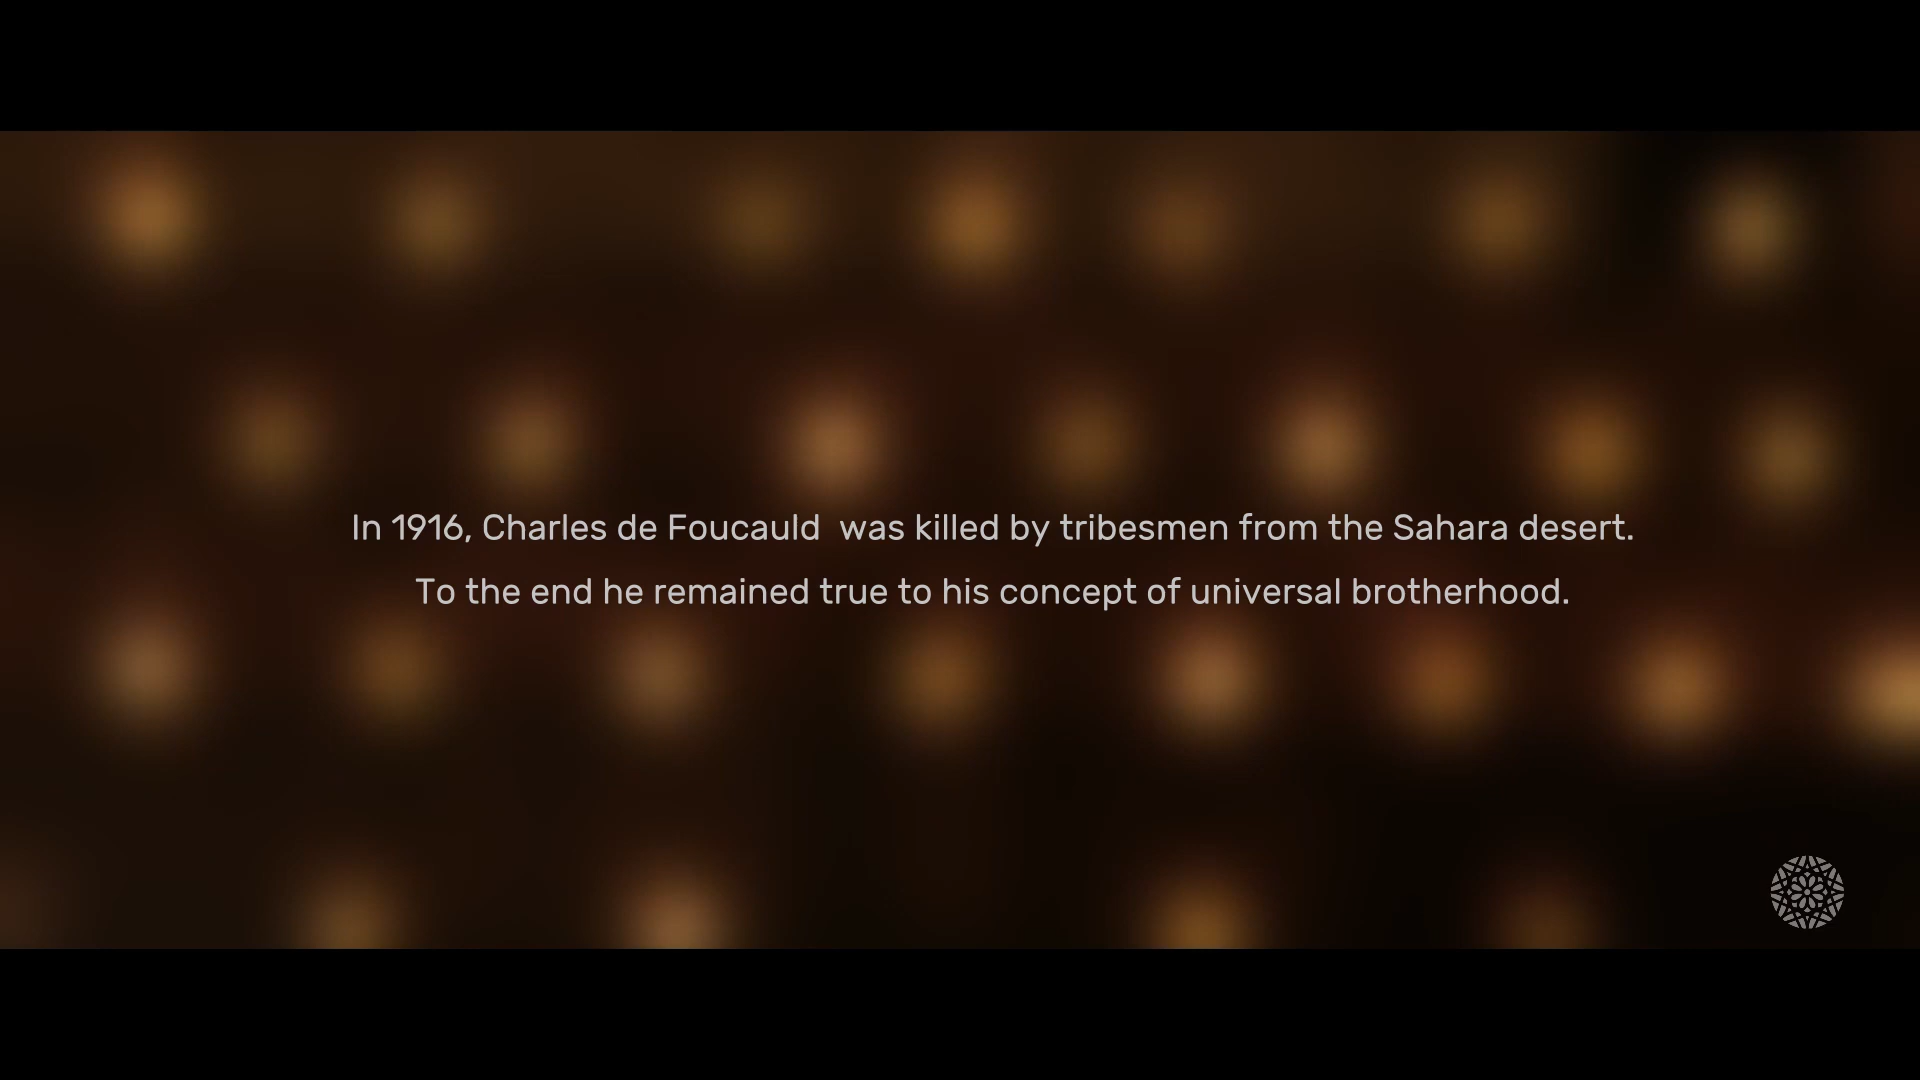 In 1916, Charles de Foucauld  was killed by tribesmen from the Sahara desert.
To the end he remained true to his concept of universal brotherhood.